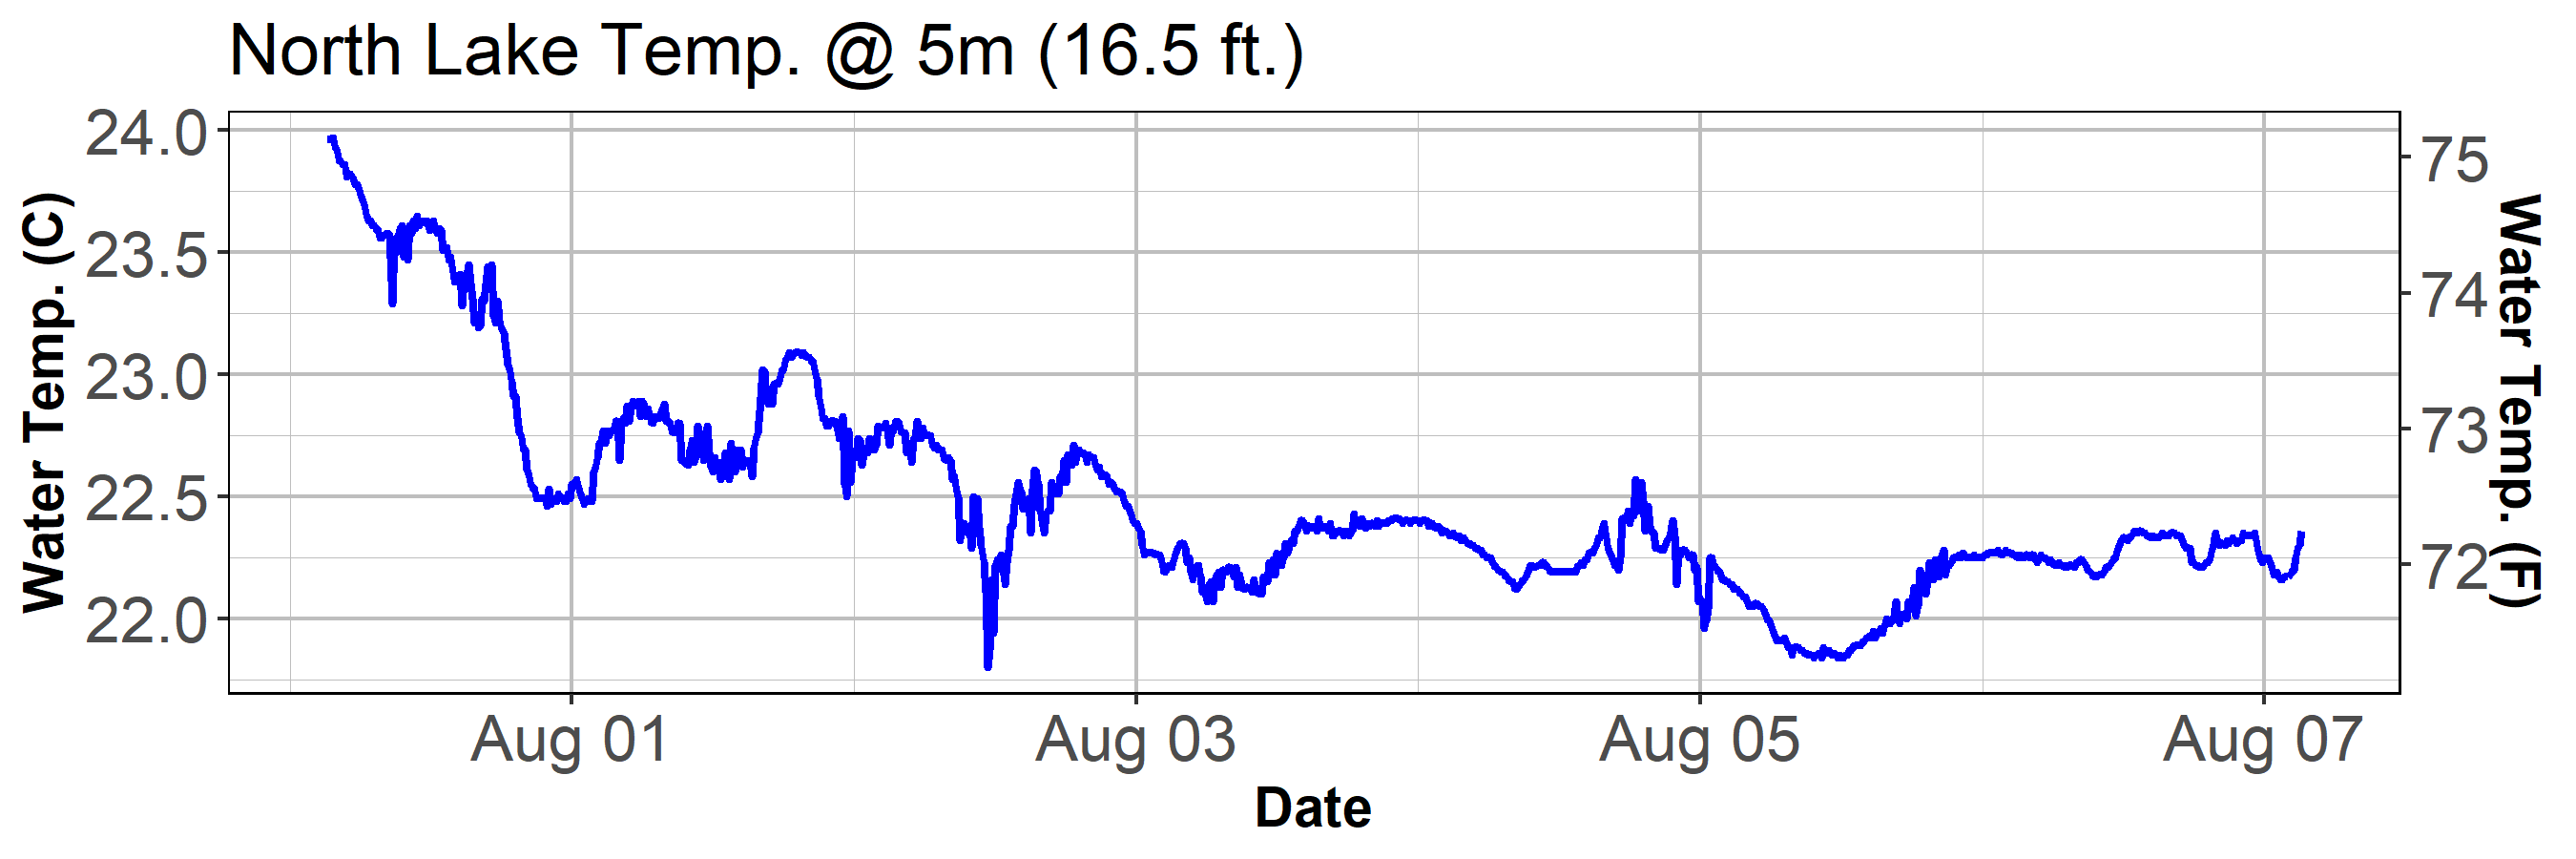 North Lake Temp. @ 5m (16.5 ft.)
Water Temp. (C)
24.0
23.5
23.0
22.5
22.0
75
74
73
72
Water Temp. (F)
Aug 01
Aug 03
Aug 05
Aug 07
Date